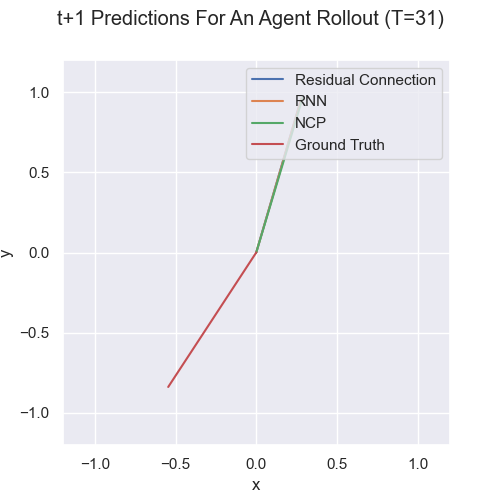 t+1 Predictions For An Agent Rollout (T=31)
Residual Connection
RNN
NCP
Ground Truth
1.0
0.5
0.0
−0.5
−1.0
y
−1.0 −0.5 0.0 0.5 1.0
x